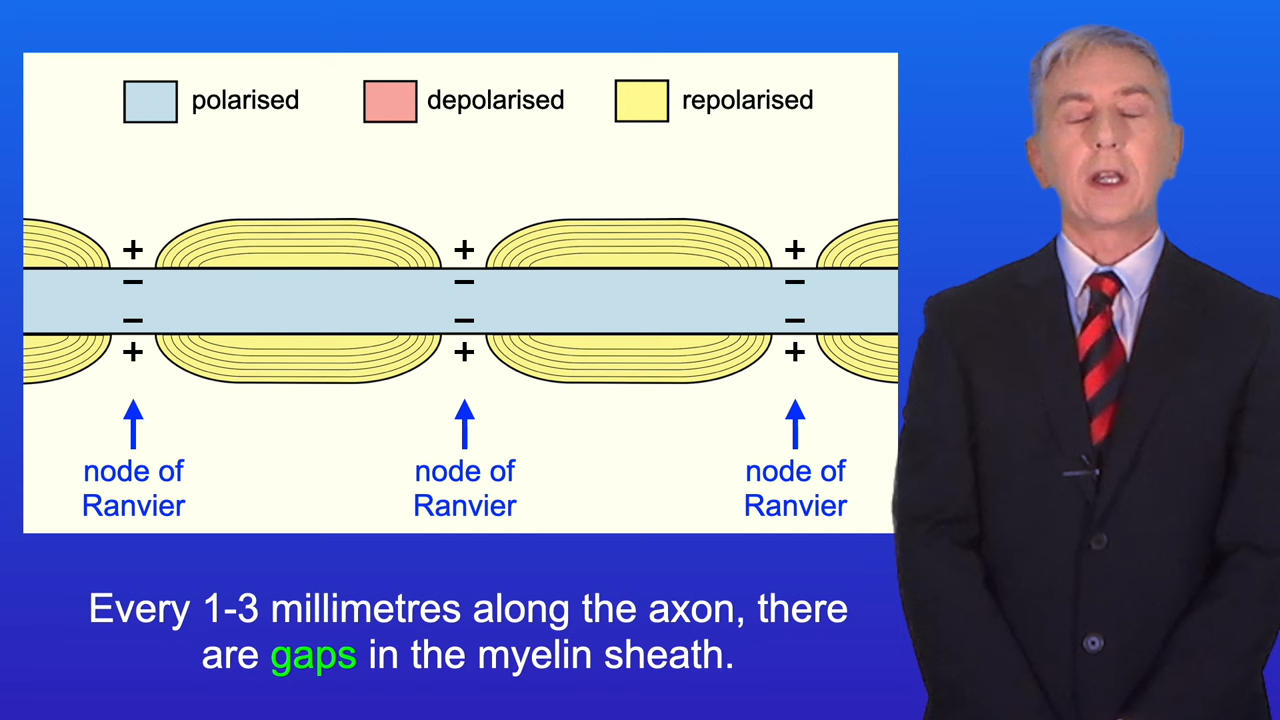 polarised depolarised repolarised
+ + +
− − −
− − −
+ + +
node of node of node of
Ranvier Ranvier Ranvier
Every 1-3 millimetres along the axon, there
are gaps in the myelin sheath.